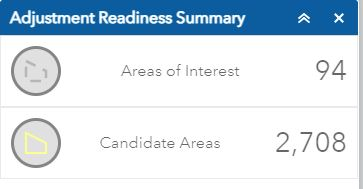 Adjustment Readiness Summary
Areas of Interest 94
Candidate Areas 2,708